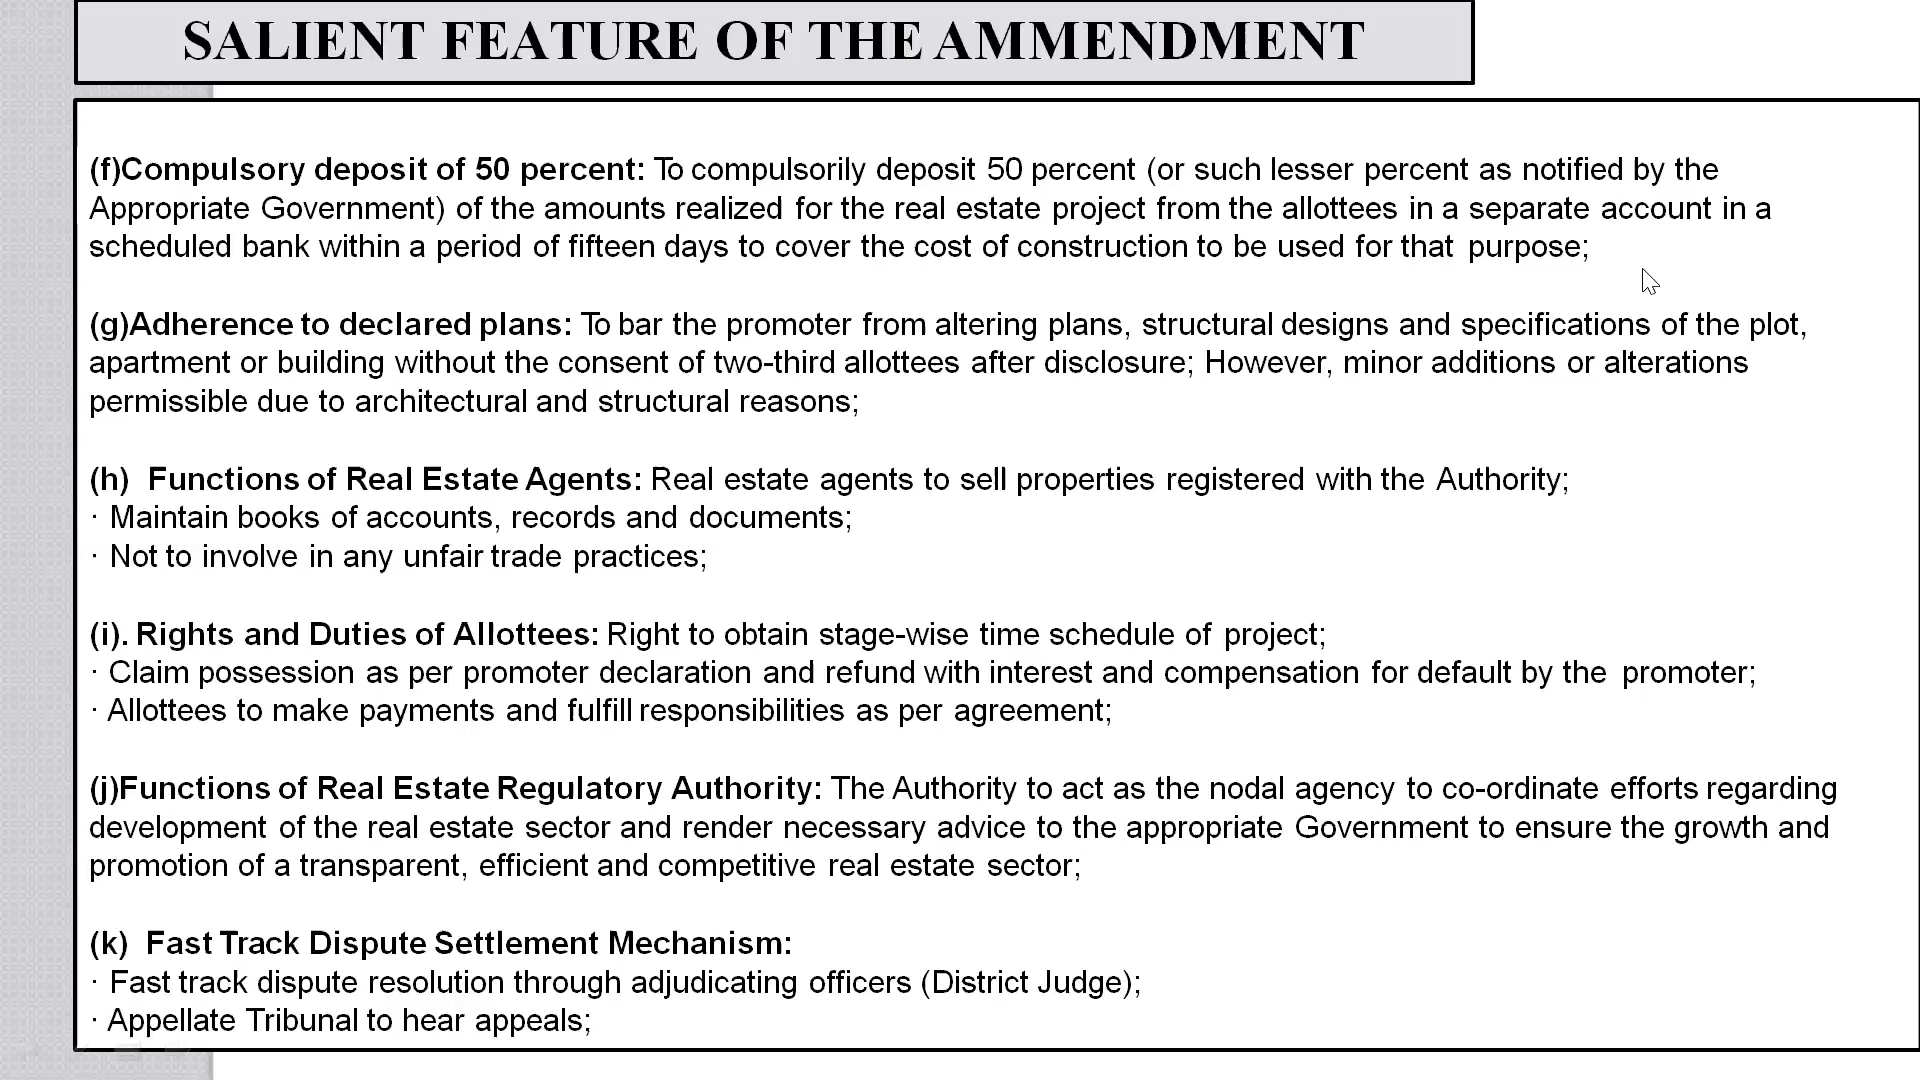 SALIENT FEATURE OF THE AMMENDMENT
(f)Compulsory deposit of 50 percent: To compulsorily deposit 50 percent (or such lesser percent as notified by the
Appropriate Government) of the amounts realized for the real estate project from the allottees in a separate account in a
scheduled bank within a period of fifteen days to cover the cost of construction to be used for that purpose;
(g)Adherence to declared plans: To bar the promoter from altering plans, structural designs and specifications of the plot,
apartment or building without the consent of two-third allottees after disclosure; However, minor additions or alterations
permissible due to architectural and structural reasons;
(h) Functions of Real Estate Agents: Real estate agents to sell properties registered with the Authority;
· Maintain books of accounts, records and documents;
· Not to involve in any unfair trade practices;
(i). Rights and Duties of Allottees: Right to obtain stage-wise time schedule of project;
· Claim possession as per promoter declaration and refund with interest and compensation for default by the promoter;
· Allottees to make payments and fulfill responsibilities as per agreement;
(j)Functions of Real Estate Regulatory Authority: The Authority to act as the nodal agency to co-ordinate efforts regarding
development of the real estate sector and render necessary advice to the appropriate Government to ensure the growth and
promotion of a transparent, efficient and competitive real estate sector;
(k) Fast Track Dispute Settlement Mechanism:
· Fast track dispute resolution through adjudicating officers (District Judge);
· Appellate Tribunal to hear appeals;